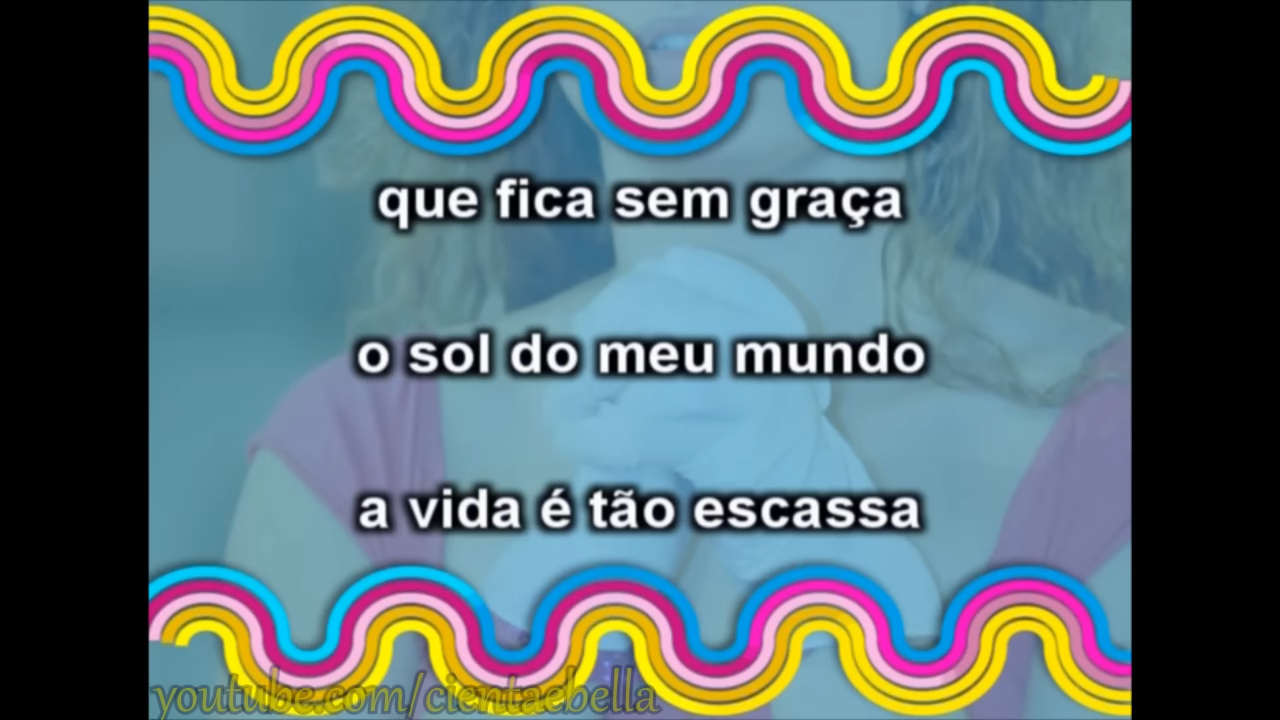 que fica sem graça
o sol do meu mundo
a vida é tão escassa
youtube.com/cientaebella